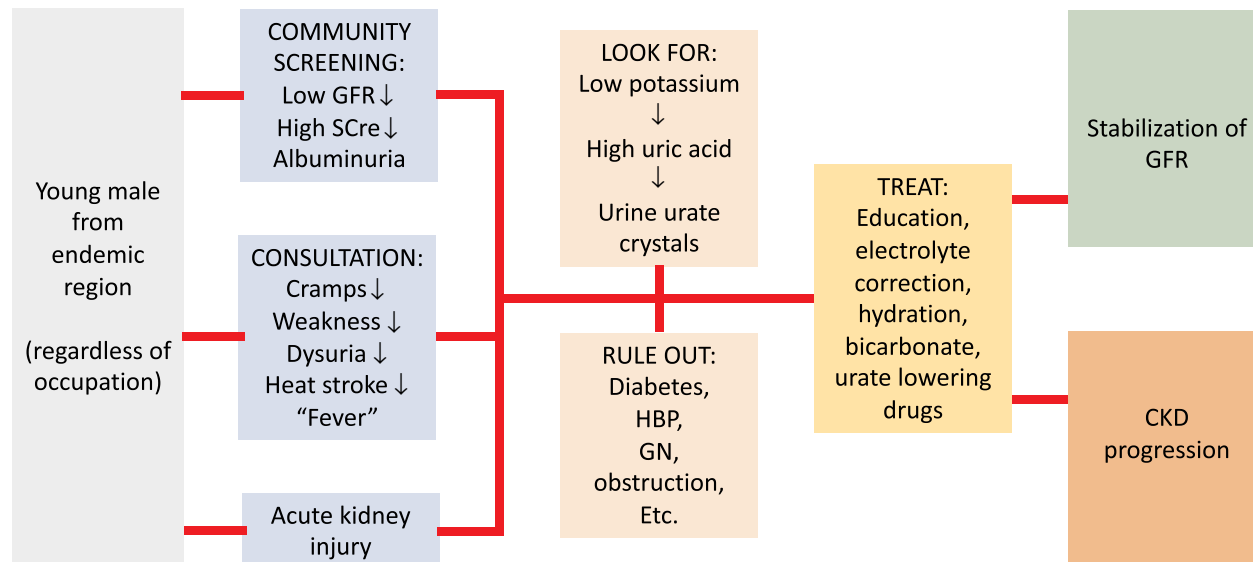 Young male
from
endemic
region
(regardless of
occupation)
COMMUNITY
SCREENING:
Low GFR ↓
High SCre ↓
Albuminuria
CONSULTATION:
Cramps ↓
Weakness ↓
Dysuria ↓
Heat stroke ↓
“Fever”
Acute kidney
injury
LOOK FOR:
Low potassium
↓
High uric acid
↓
Urine urate
crystals
RULE OUT:
Diabetes,
HBP,
GN,
obstruction,
Etc.
TREAT:
Education,
electrolyte
correction,
hydration,
bicarbonate,
urate lowering
drugs
Stabilization of
GFR
CKD
progression